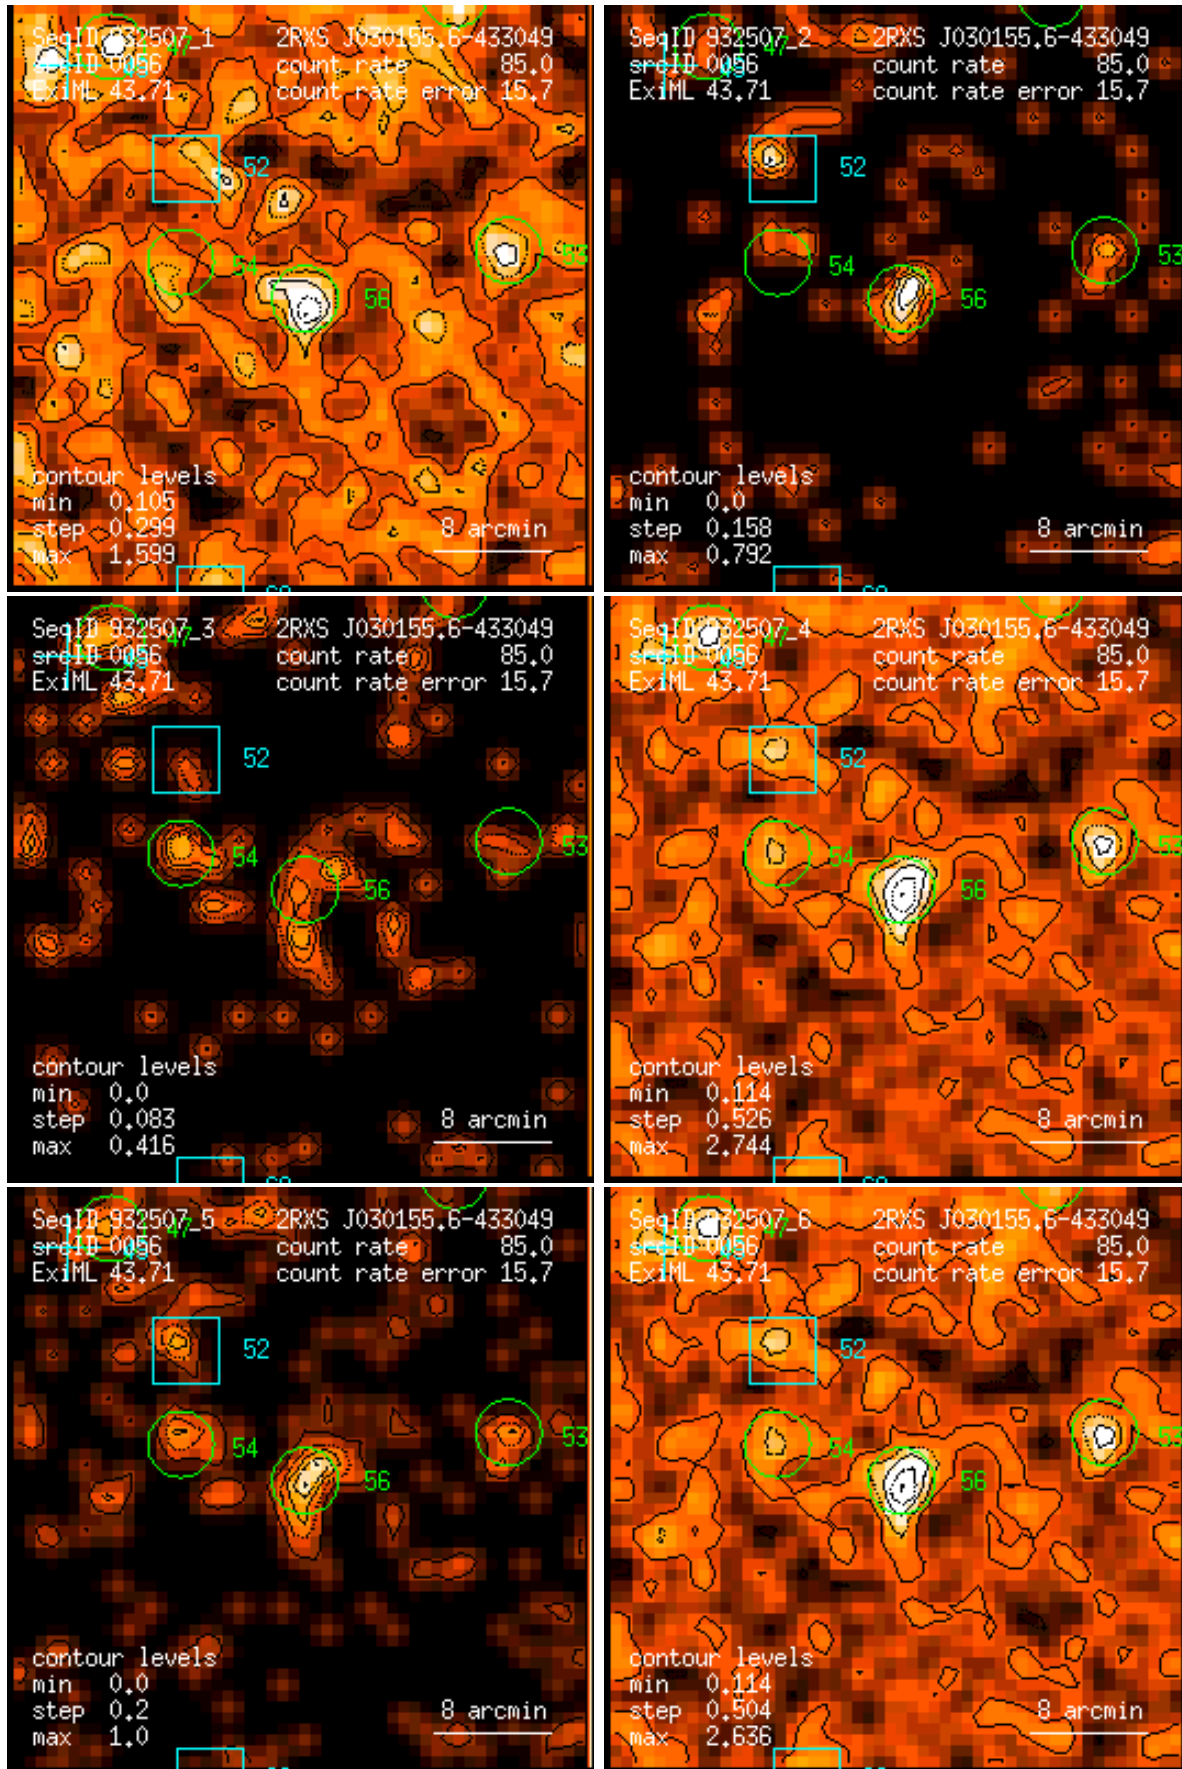 SeqID 932507_1 2RXS J030155.6-433049
srcID 0056 count rate 85.0
ExiML 43.71 count rate error 15.7
47
52
54
53
56
contour levels
min 0.105
step 0.299
max 1.599
8 arcmin
SeqID 932507_2 2RXS J030155.6-433049
srcID 0056 count rate 85.0
ExiML 43.71 count rate error 15.7
47
52
54
53
56
contour levels
min 0.0
step 0.158
max 0.792
8 arcmin
SeqID 932507_3 2RXS J030155.6-433049
srcID 0056 count rate 85.0
ExiML 43.71 count rate error 15.7
47
52
54
53
56
contour levels
min 0.0
step 0.083
max 0.416
8 arcmin
SeqID 932507_4 2RXS J030155.6-433049
srcID 0056 count rate 85.0
ExiML 43.71 count rate error 15.7
47
52
54
53
56
contour levels
min 0.114
step 0.526
max 2.744
8 arcmin
SeqID 932507_5 2RXS J030155.6-433049
srcID 0056 count rate 85.0
ExiML 43.71 count rate error 15.7
47
52
54
53
56
contour levels
min 0.0
step 0.2
max 1.0
8 arcmin
SeqID 932507_6 2RXS J030155.6-433049
srcID 0056 count rate 85.0
ExiML 43.71 count rate error 15.7
47
52
54
53
56
contour levels
min 0.114
step 0.504
max 2.636
8 arcmin